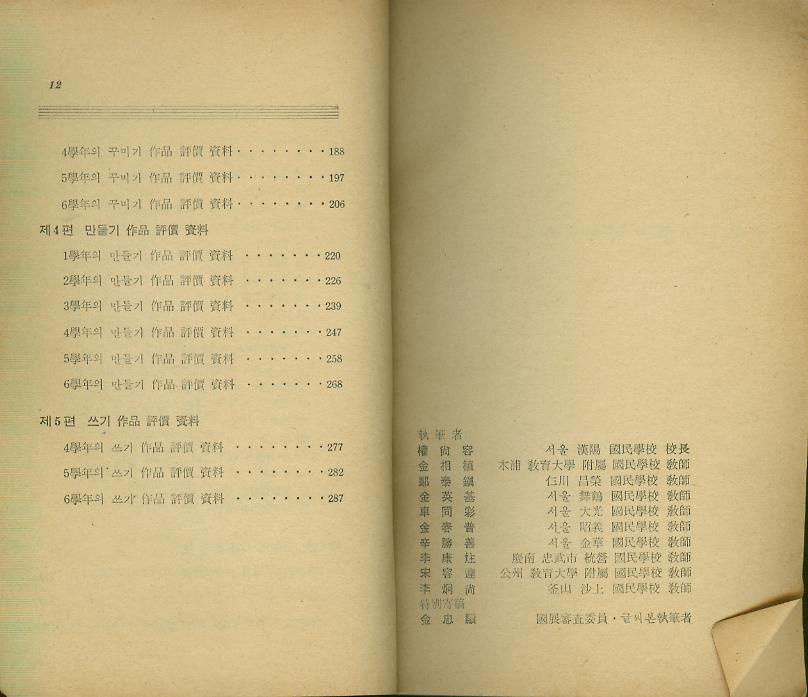 12
4學年의 꾸미기 作品 評價 資料 · · · · · · · · 188
5學年의 꾸미기 作品 評價 資料 · · · · · · · · 197
6學年의 꾸미기 作品 評價 資料 · · · · · · · · 206
제4편 만들기 作品 評價 資料
1學年의 만들기 作品 評價 資料 · · · · · · · 220
2學年의 만들기 作品 評價 資料 · · · · · · · 226
3學年의 만들기 作品 評價 資料 · · · · · · · 239
4學年의 만들기 作品 評價 資料 · · · · · · · 247
5學年의 만들기 作品 評價 資料 · · · · · · · 258
6學年의 만들기 作品 評價 資料 · · · · · · · 268
제5편 쓰기 作品 評價 資料
4學年의 쓰기 作品 評價 資料 · · · · · · · · 277
5學年의 쓰기 作品 評價 資料 · · · · · · · · 282
6學年의 쓰기 作品 評價 資料 · · · · · · · · 287
執筆者
權尙容 서울 漢陽 國民學校 校長
金相 木浦 敎育大學 附屬 國民學校 敎師
泰鎭 仁川 昌榮 國民學校 敎師
金英基 서울 舞鶴 國民學校 敎師
卓同彩 서울 大光 國民學校 敎師
金春普 서울 昭義 國民學校 敎師
辛勝善 서울 金華 國民學校 敎師
李康 慶南 忠武市 國民學校 敎師
宋容 公州 敎育大學 附屬 國民學校 敎師
李炯尙 釜山 沙上 國民學校 敎師
特別寄稿
金忠顯 國展審査委員·글씨본執筆者